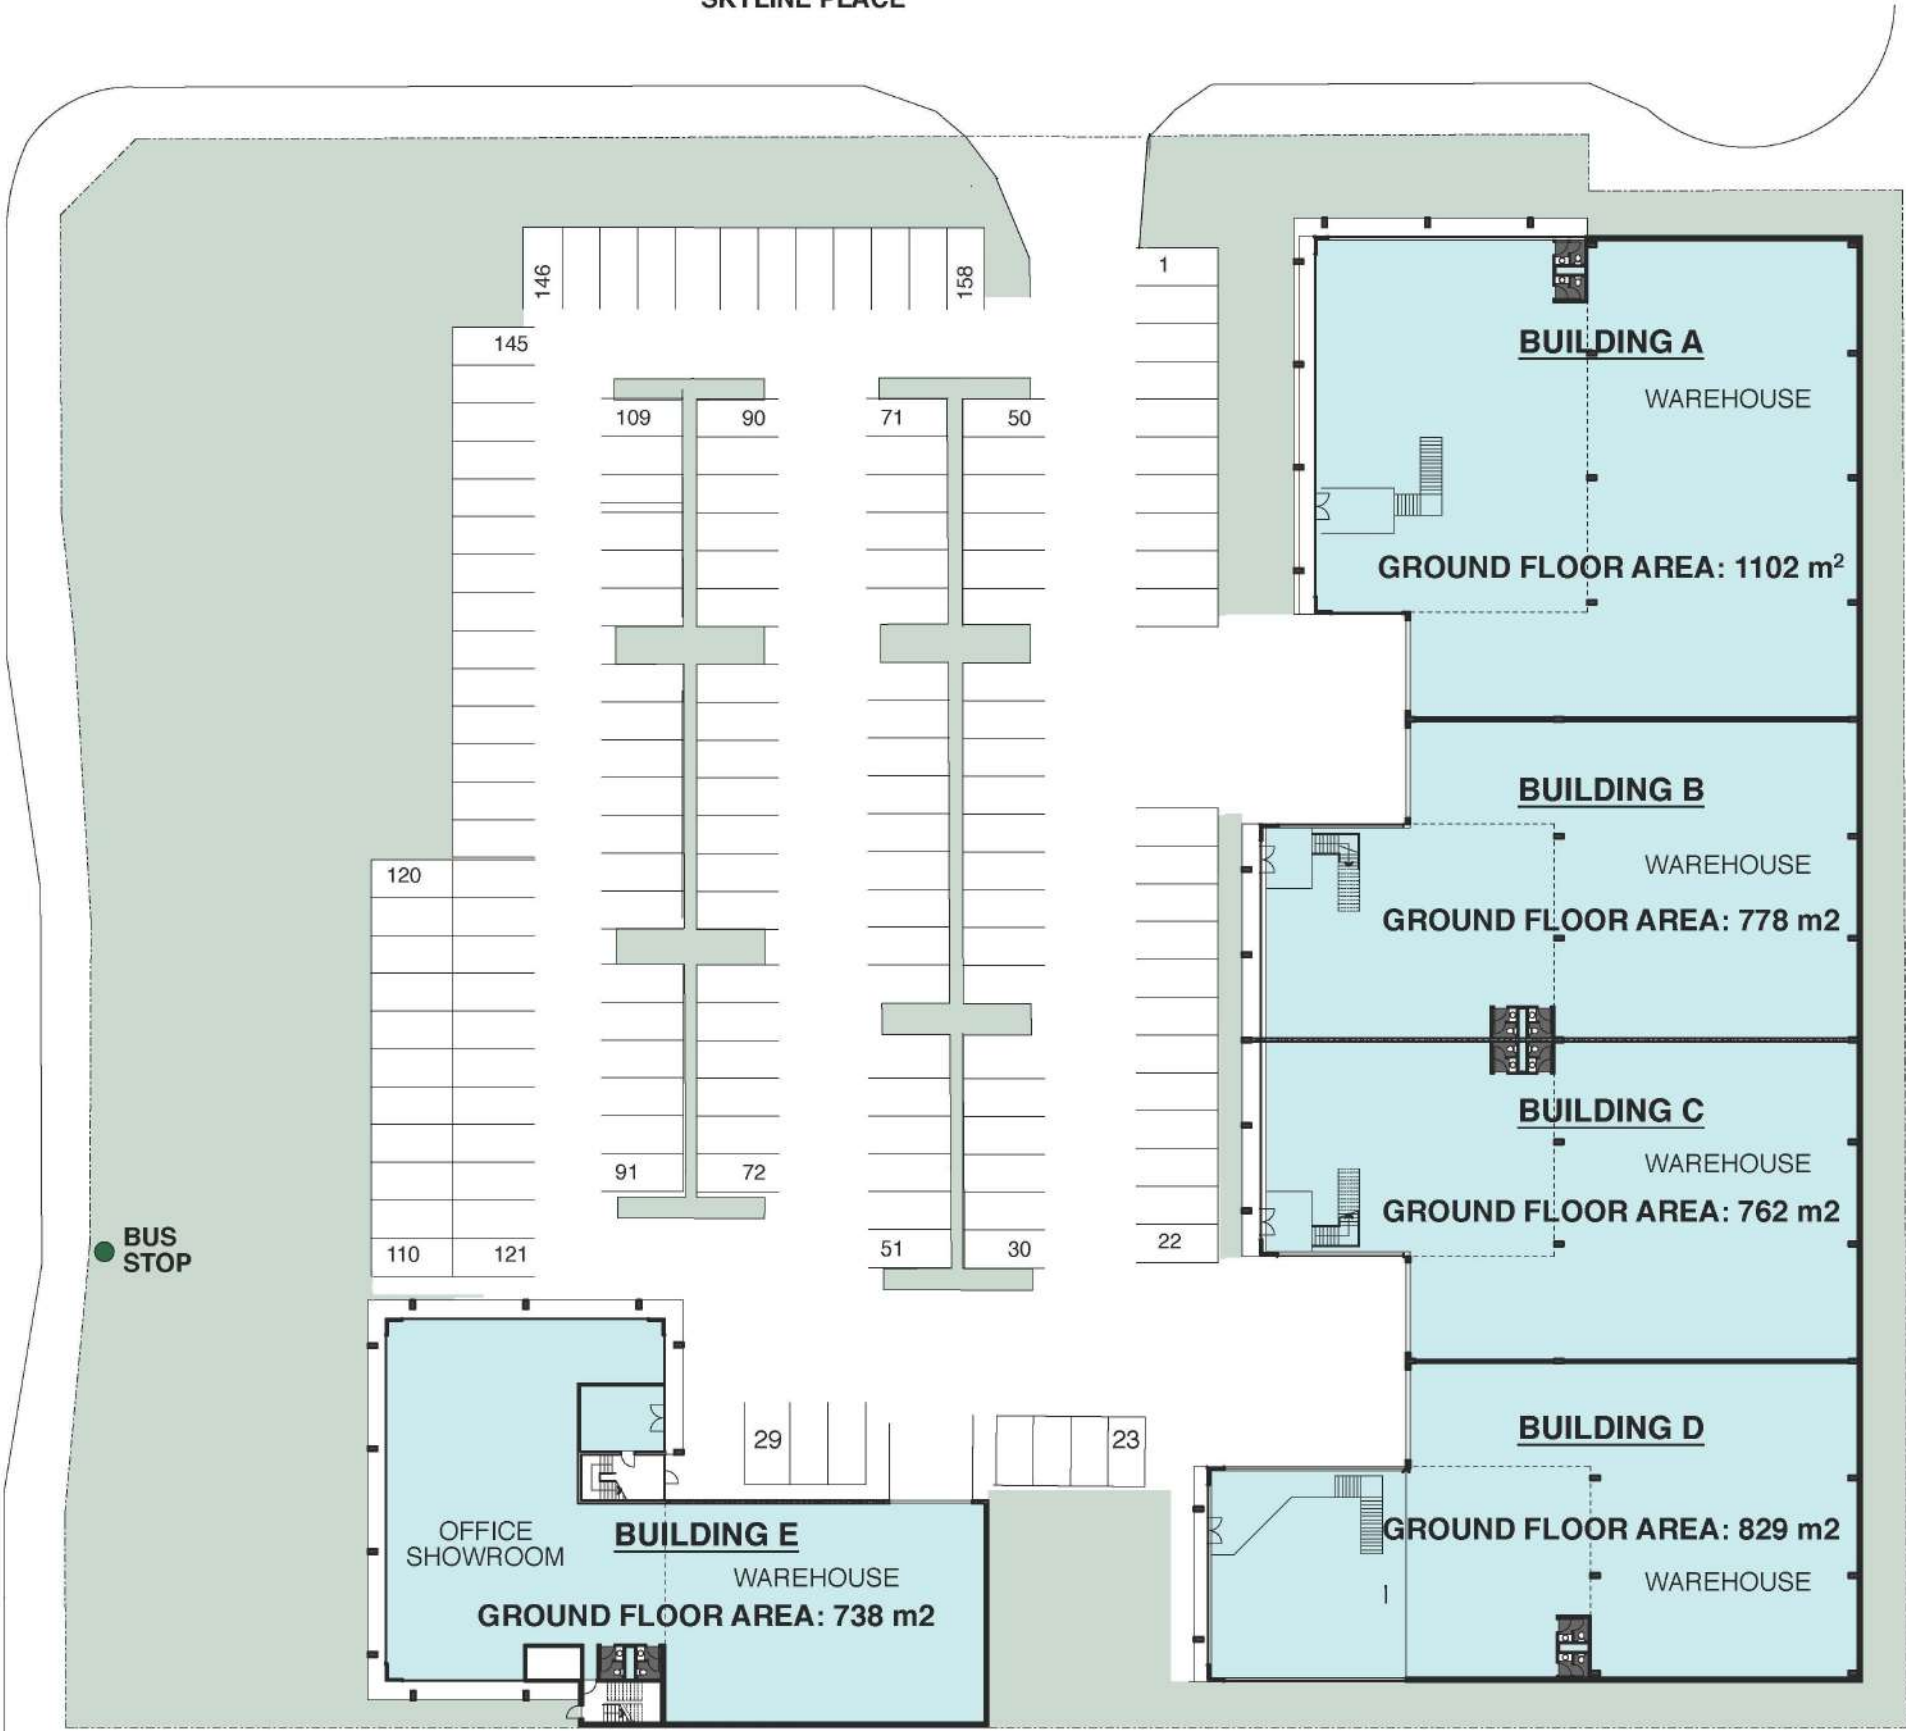 SKYLINE PLACE
146
158
1
145
109
90
71
50
BUILDING A
WAREHOUSE
GROUND FLOOR AREA: 1102 m²
BUILDING B
WAREHOUSE
120
GROUND FLOOR AREA: 778 m2
BUILDING C
WAREHOUSE
91
72
GROUND FLOOR AREA: 762 m2
BUS
STOP
110
121
51
30
22
29
23
BUILDING D
GROUND FLOOR AREA: 829 m2
WAREHOUSE
OFFICE
SHOWROOM
BUILDING E
WAREHOUSE
GROUND FLOOR AREA: 738 m2